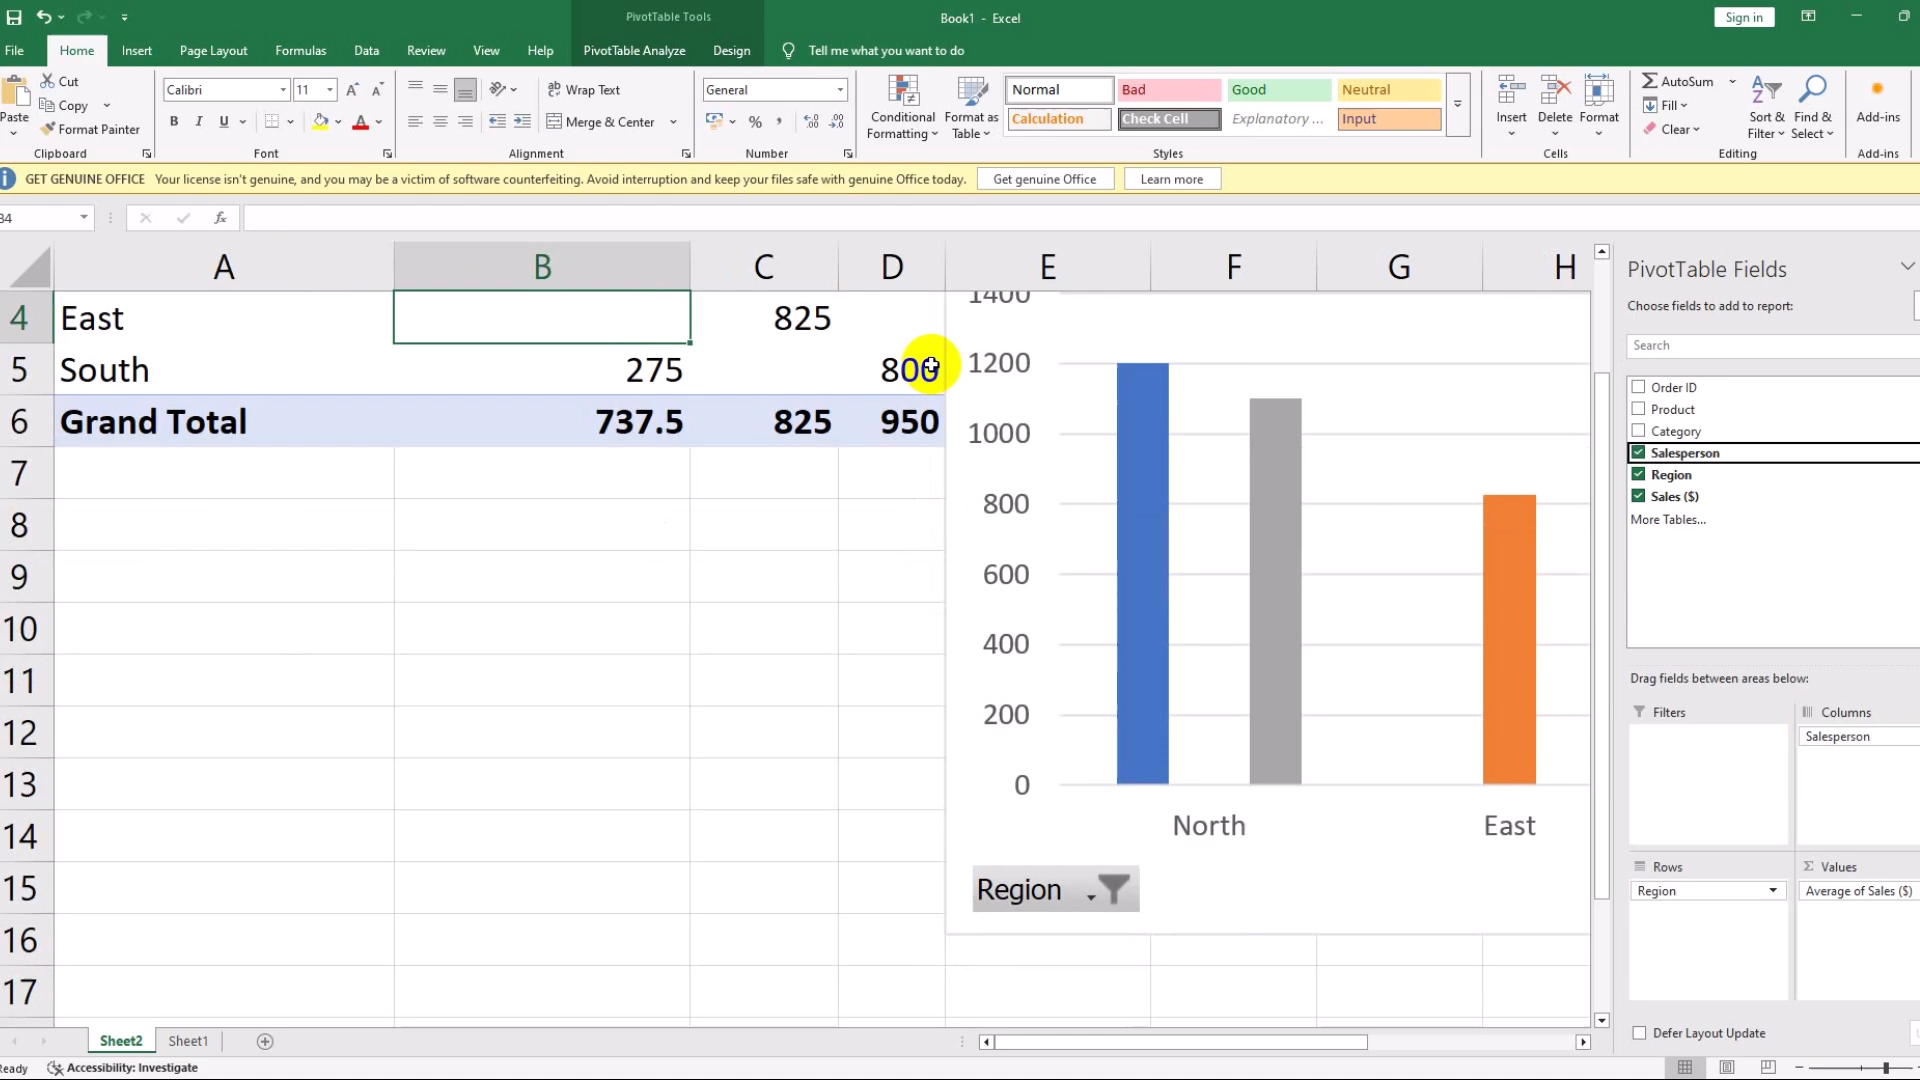 PivotTable Tools
Book1 - Excel
Sign in
File Home Insert Page Layout Formulas Data Review View Help PivotTable Analyze Design Tell me what you want to do
Cut
Copy
Format Painter
Paste
Clipboard
Calibri 11
B I U
Font
Wrap Text
Merge & Center
Alignment
General
Number
Conditional Formatting
Format as Table
Normal Bad Good Neutral
Calculation Check Cell Explanatory ... Input
Styles
Insert Delete Format
Cells
AutoSum
Fill
Clear
Sort & Filter
Find & Select
Editing
Add-ins
Add-ins
GET GENUINE OFFICE Your license isn't genuine, and you may be a victim of software counterfeiting. Avoid interruption and keep your files safe with genuine Office today. Get genuine Office Learn more
34 fx
A B C D E F G H
4 East 825
5 South 275 800
6 Grand Total 737.5 825 950
7
8
9
10
11
12
13
14
15
16
17
1400
1200
1000
800
600
400
200
0
North East
Region
PivotTable Fields
Choose fields to add to report:
Search
Order ID
Product
Category
Salesperson
Region
Sales ($)
More Tables...
Drag fields between areas below:
Filters Columns
Salesperson
Rows Values
Region Average of Sales ($)
Defer Layout Update
Sheet2 Sheet1
eady Accessibility: Investigate